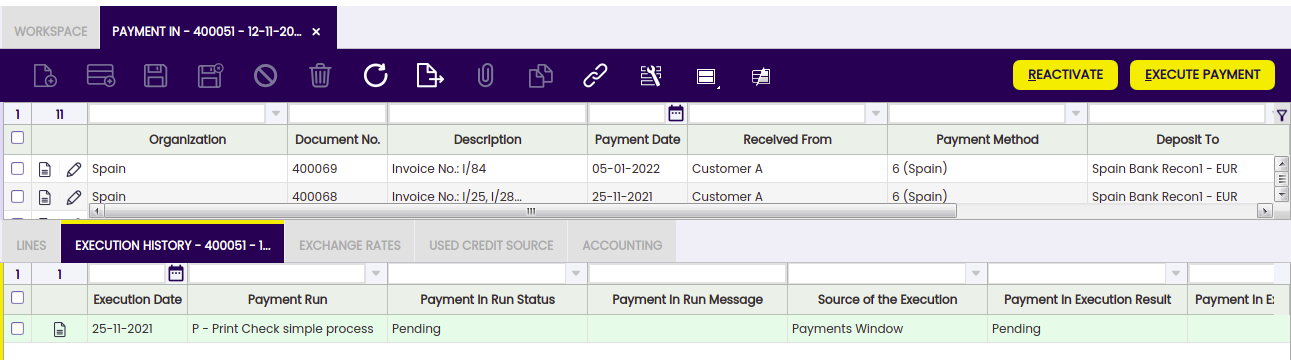 WORKSPACE PAYMENT IN - 400051 - 12-11-20... ×
REACTIVATE EXECUTE PAYMENT
1 11
Organization Document No. Description Payment Date Received From Payment Method Deposit To
Spain 400069 Invoice No.: I/84 05-01-2022 Customer A 6 (Spain) Spain Bank Recon1 - EUR
Spain 400068 Invoice No.: I/25, I/28... 25-11-2021 Customer A 6 (Spain) Spain Bank Recon1 - EUR
LINES EXECUTION HISTORY - 400051 - 1... EXCHANGE RATES USED CREDIT SOURCE ACCOUNTING
1 1
Execution Date Payment Run Payment In Run Status Payment In Run Message Source of the Execution Payment In Execution Result Payment In Ex
25-11-2021 P - Print Check simple process Pending Payments Window Pending